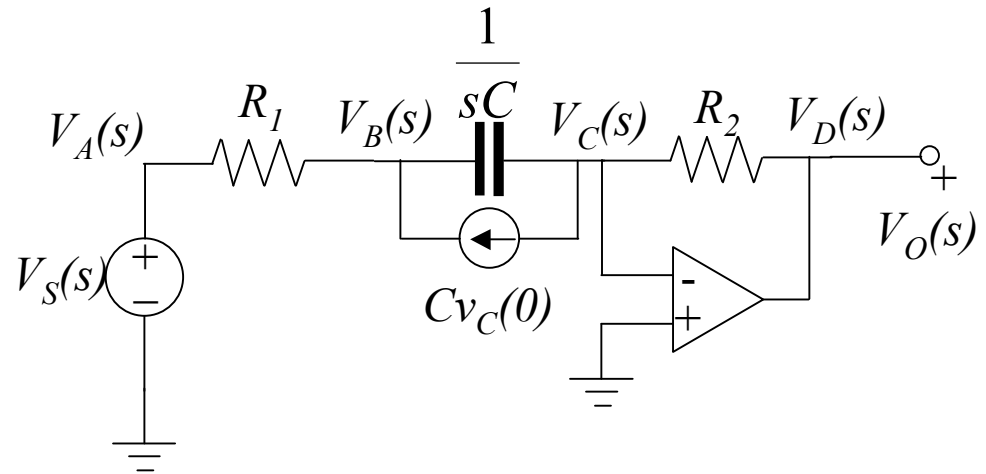 1
sC
V_A(s)
R_1
V_B(s)
V_C(s)
R_2
V_D(s)
+
V_O(s)
V_S(s)
+
−
Cv_C(0)
-
+